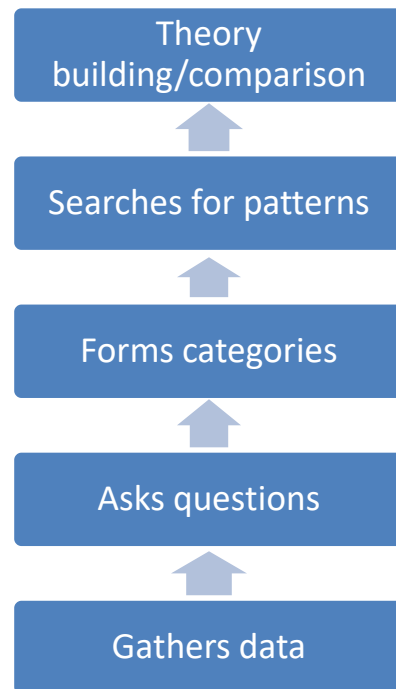 Theory
building/comparison
Searches for patterns
Forms categories
Asks questions
Gathers data